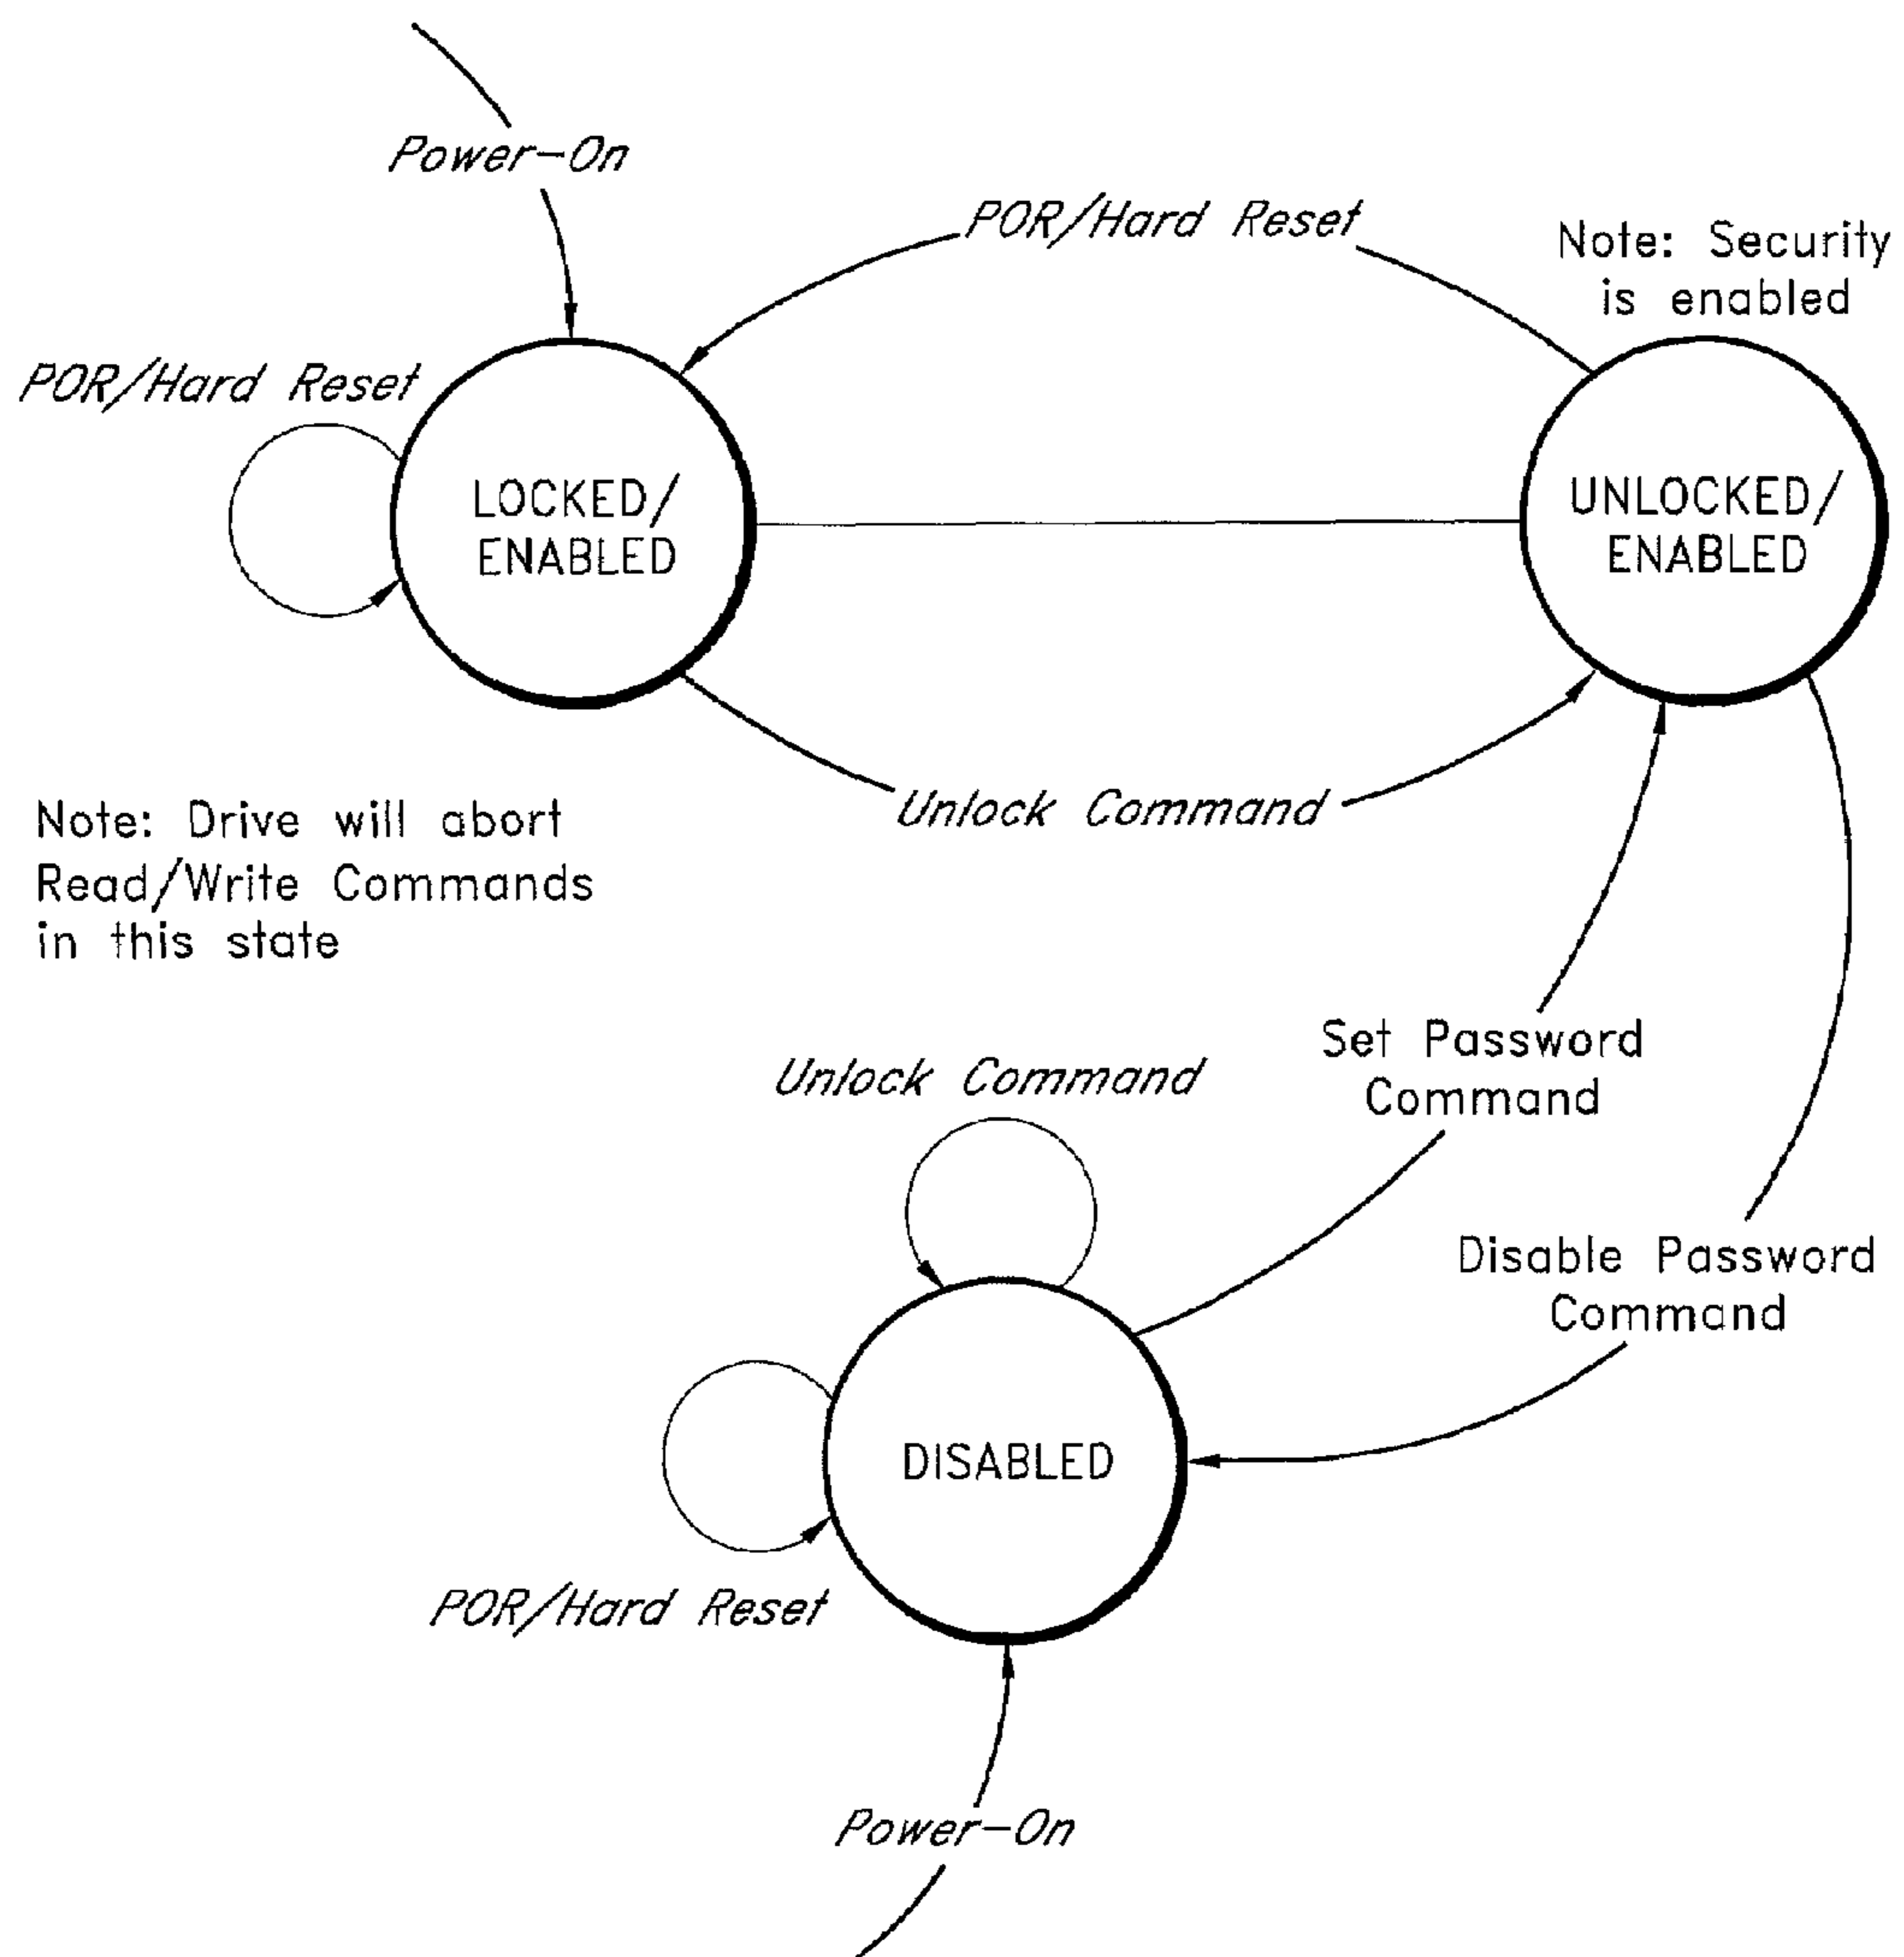 Power-On
POR/Hard Reset
Note: Security
is enabled
POR/Hard Reset
LOCKED/
ENABLED
UNLOCKED/
ENABLED
Unlock Command
Note: Drive will abort
Read/Write Commands
in this state
Set Password
Command
Unlock Command
Disable Password
Command
DISABLED
POR/Hard Reset
Power-On